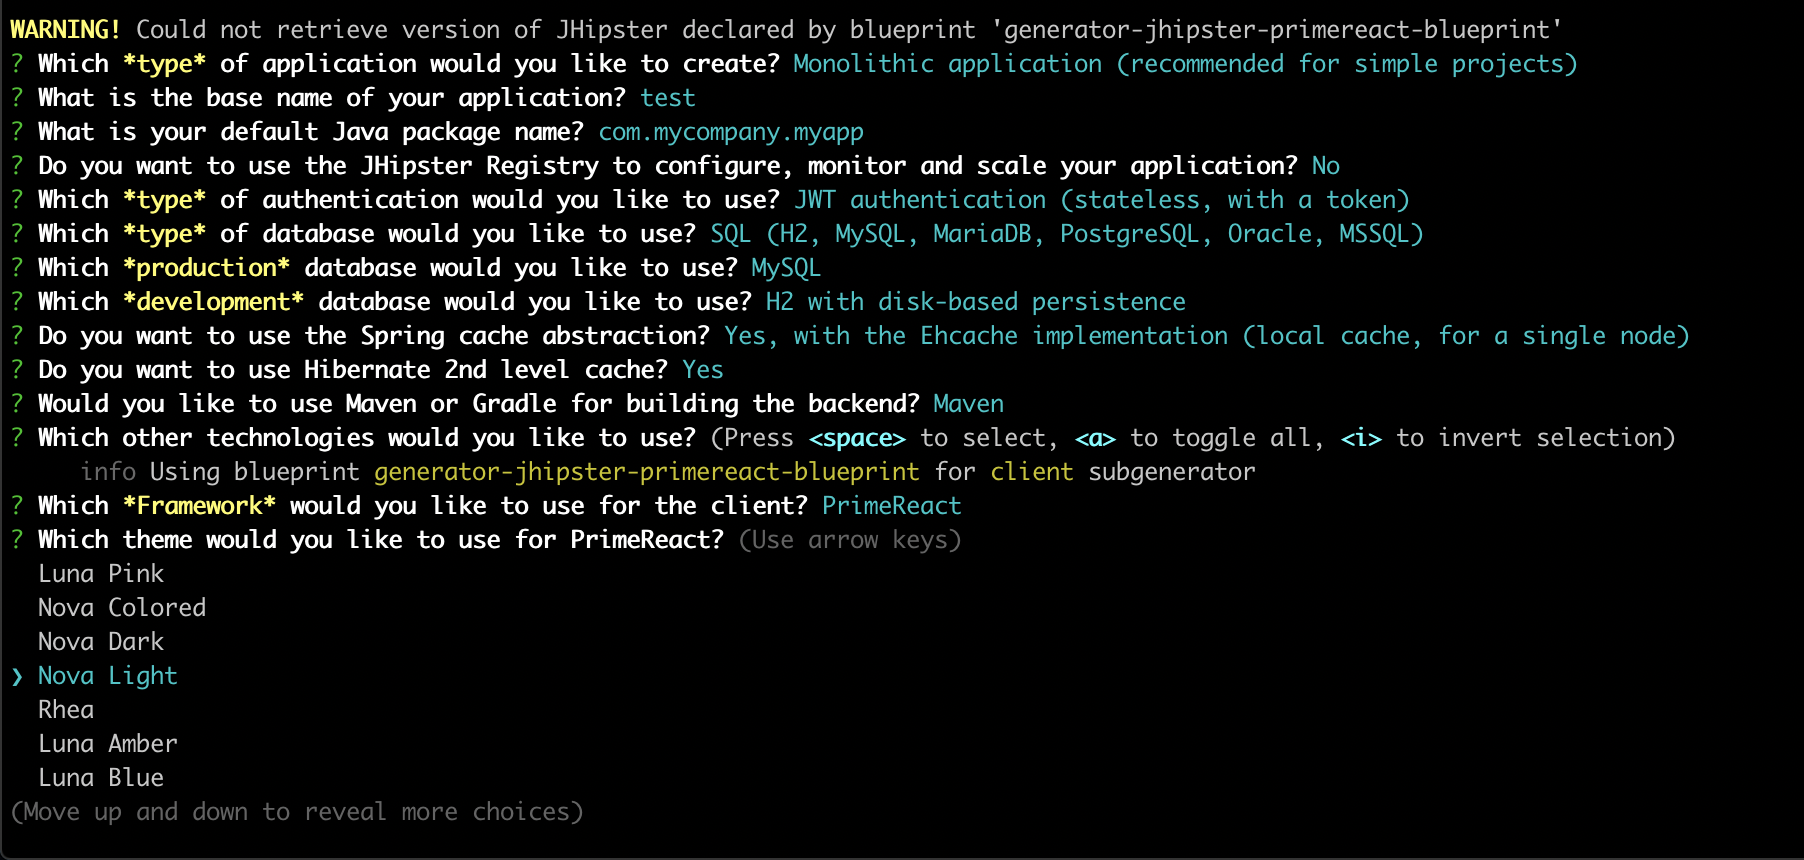 WARNING! Could not retrieve version of JHipster declared by blueprint 'generator-jhipster-primereact-blueprint'
? Which *type* of application would you like to create? Monolithic application (recommended for simple projects)
? What is the base name of your application? test
? What is your default Java package name? com.mycompany.myapp
? Do you want to use the JHipster Registry to configure, monitor and scale your application? No
? Which *type* of authentication would you like to use? JWT authentication (stateless, with a token)
? Which *type* of database would you like to use? SQL (H2, MySQL, MariaDB, PostgreSQL, Oracle, MSSQL)
? Which *production* database would you like to use? MySQL
? Which *development* database would you like to use? H2 with disk-based persistence
? Do you want to use the Spring cache abstraction? Yes, with the Ehcache implementation (local cache, for a single node)
? Do you want to use Hibernate 2nd level cache? Yes
? Would you like to use Maven or Gradle for building the backend? Maven
? Which other technologies would you like to use? (Press <space> to select, <a> to toggle all, <i> to invert selection)
     info Using blueprint generator-jhipster-primereact-blueprint for client subgenerator
? Which *Framework* would you like to use for the client? PrimeReact
? Which theme would you like to use for PrimeReact? (Use arrow keys)
  Luna Pink
  Nova Colored
  Nova Dark
❯ Nova Light
  Rhea
  Luna Amber
  Luna Blue
(Move up and down to reveal more choices)